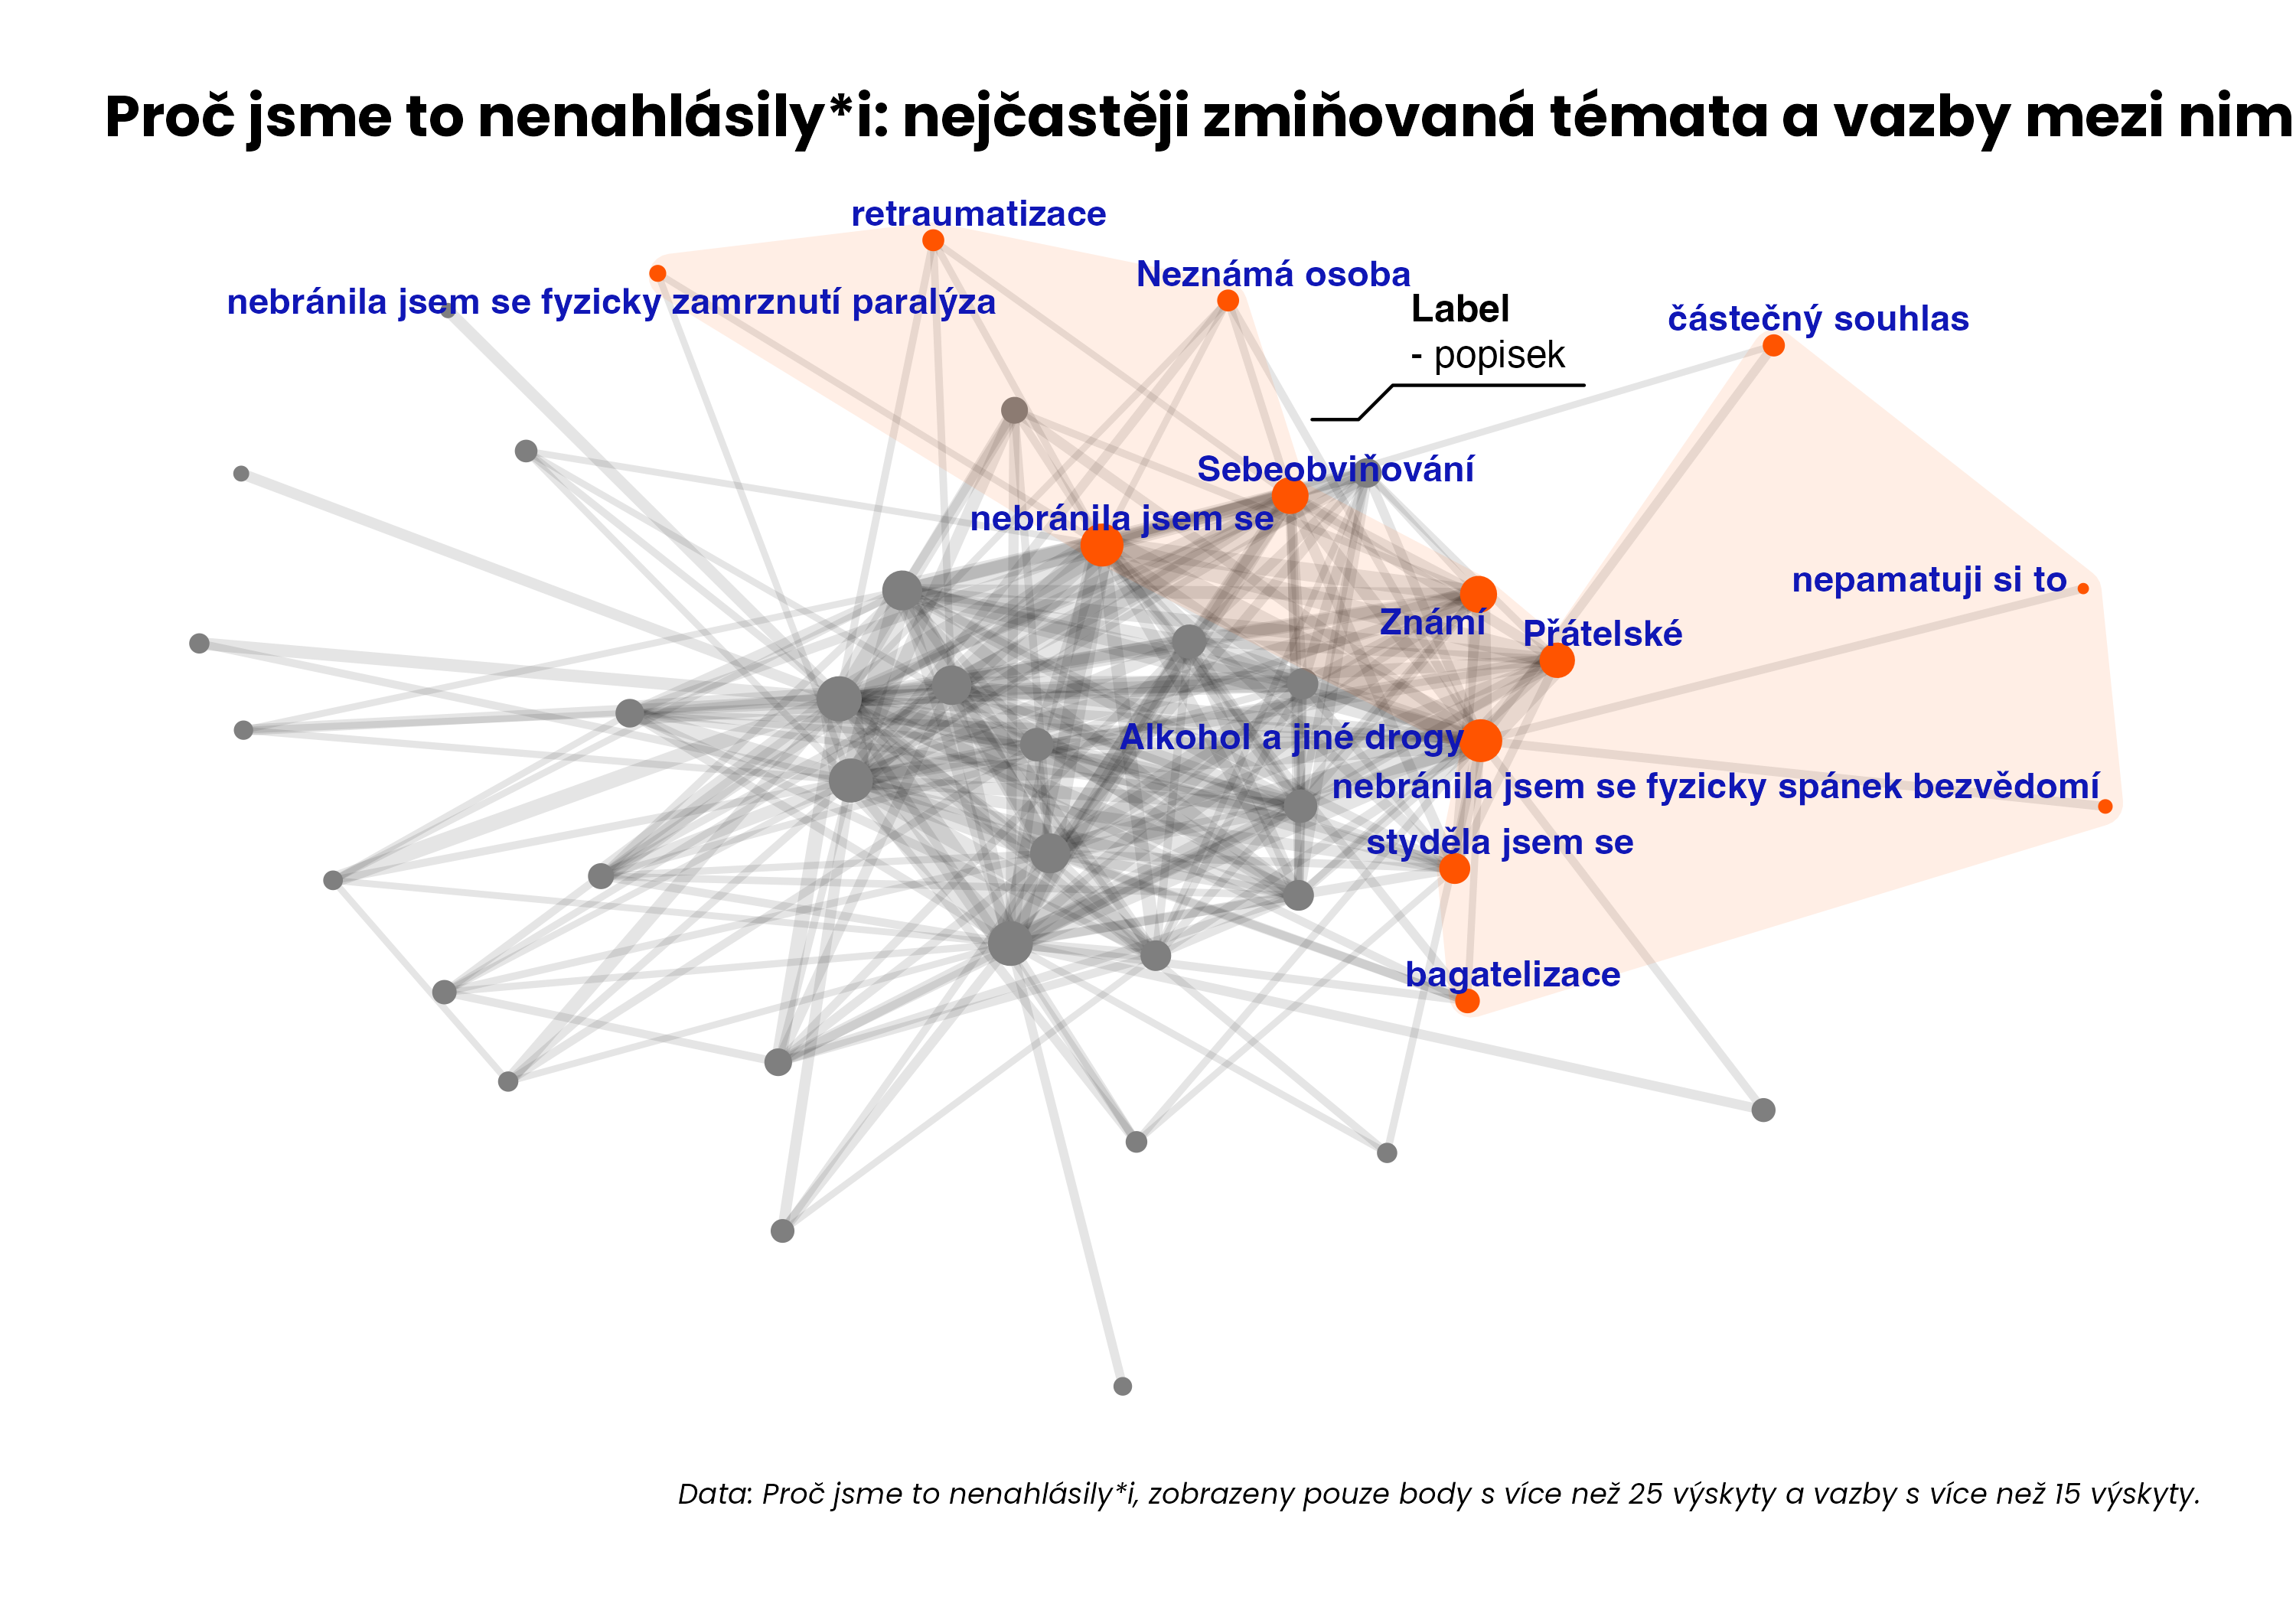 Proč jsme to nenahlásily*i: nejčastěji zmiňovaná témata a vazby mezi nim
retraumatizace
Neznámá osoba
nebránila jsem se fyzicky zamrznutí paralýza
Label
- popisek
částečný souhlas
Sebeobviňování
nebránila jsem se
nepamatuji si to
Známí
Přátelské
Alkohol a jiné drogy
nebránila jsem se fyzicky spánek bezvědomí
styděla jsem se
bagatelizace
Data: Proč jsme to nenahlásily*i, zobrazeny pouze body s více než 25 výskyty a vazby s více než 15 výskyty.